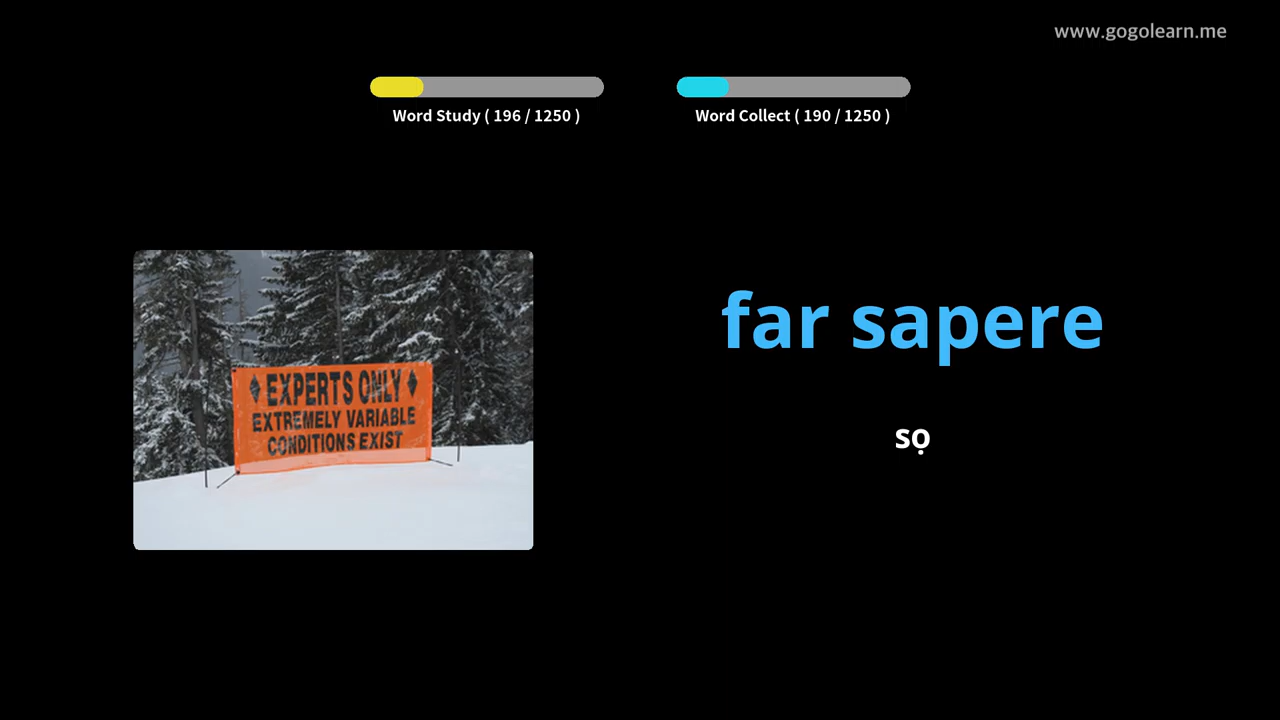 www.gogolearn.me
Word Study ( 196 / 1250 )
Word Collect ( 190 / 1250 )
EXPERTS ONLY
EXTREMELY VARIABLE
CONDITIONS EXIST
far sapere
sọ